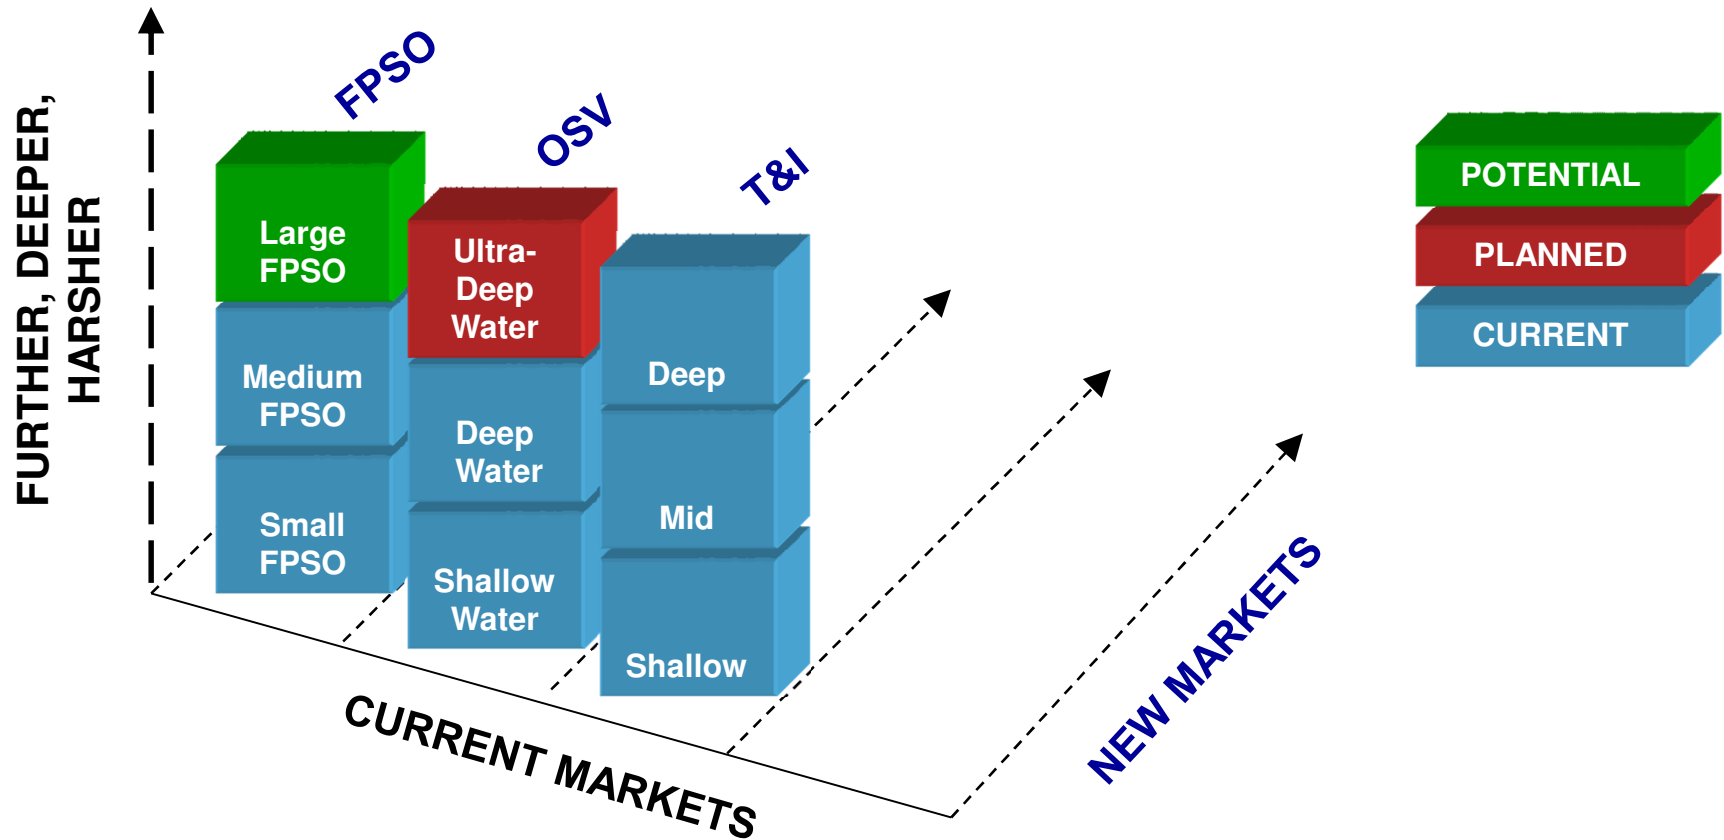 FURTHER, DEEPER,
HARSHER
FPSO
OSV
T&I
Large
FPSO
Medium
FPSO
Small
FPSO
Ultra-
Deep
Water
Deep
Water
Shallow
Water
Deep
Mid
Shallow
CURRENT MARKETS
NEW MARKETS
POTENTIAL
PLANNED
CURRENT